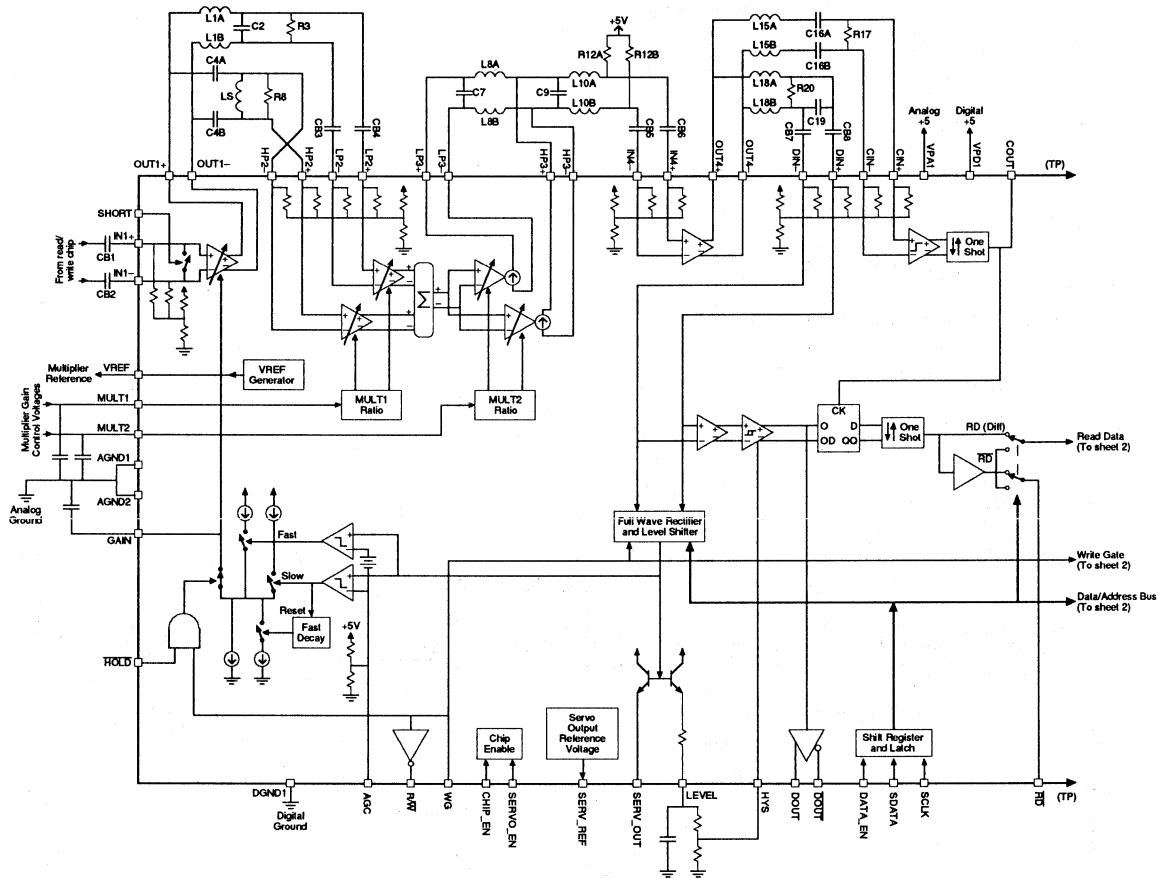 L1A
C2
R3
L1B
C4A
LS
R8
C4B
CB3
CB4
OUT1+
OUT1–
HP2-
HP2+
LP2-
LP2+
+5V
R12A
R12B
L8A
C7
L8B
C9
L10A
L10B
CB5
CB6
LP3+
LP3-
HP3+
HP3-
IN4-
IN4+
L15A
C16A
R17
L15B
C16B
L18A
R20
L18B
C19
CB7
CB8
OUT4+
OUT4-
DIN-
DIN+
CIN-
CIN+
Analog
+5
VPA1
Digital
+5
VPD1
COUT
(TP)
SHORT
From read/
write chip
IN1+
CB1
IN1–
CB2
+
–
Σ
One
Shot
Multiplier
Reference
VREF
VREF
Generator
Multiplier Gain
Control Voltages
MULT1
MULT2
MULT1
Ratio
MULT2
Ratio
AGND1
AGND2
Analog
Ground
GAIN
CK
O
D
OD
QQ
One
Shot
RD (Diff)
RD
Read Data
(To sheet 2)
Full Wave Rectifier
and Level Shifter
Write Gate
(To sheet 2)
Data/Address Bus
(To sheet 2)
Fast
Slow
Reset
Fast
Decay
+5V
HOLD
Chip
Enable
Servo
Output
Reference
Voltage
Shift Register
and Latch
DGND1
Digital
Ground
AGC
R/W
WG
CHIP_EN
SERVO_EN
SERV_REF
SERV_OUT
LEVEL
HYS
DOUT
DOUT
DATA_EN
SDATA
SCLK
RD
(TP)